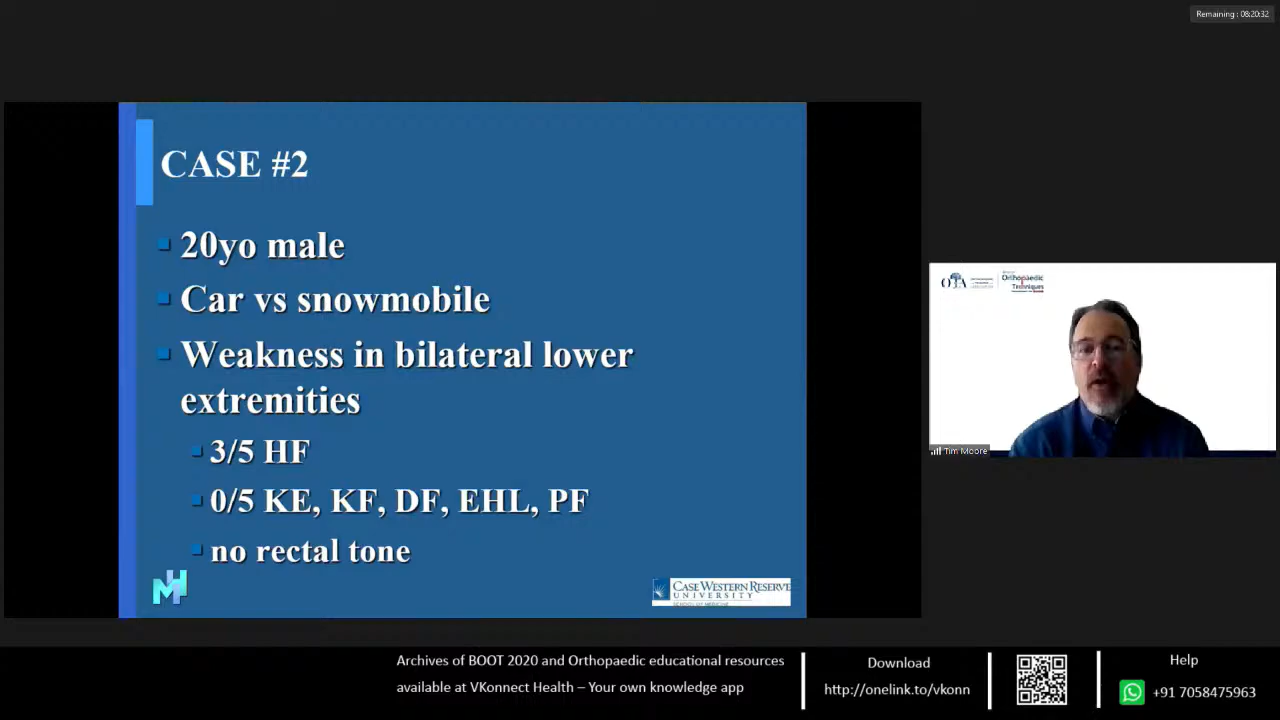 Remaining : 08:20:32
CASE #2
20yo male
Car vs snowmobile
Weakness in bilateral lower
extremities
3/5 HF
0/5 KE, KF, DF, EHL, PF
no rectal tone
MH
CASE WESTERN RESERVE
UNIVERSITY
OTA
Orthopaedic
Techniques
Tim Moore
Archives of BOOT 2020 and Orthopaedic educational resources
available at VKonnect Health – Your own knowledge app
Download
http://onelink.to/vkonn
Help
+91 7058475963